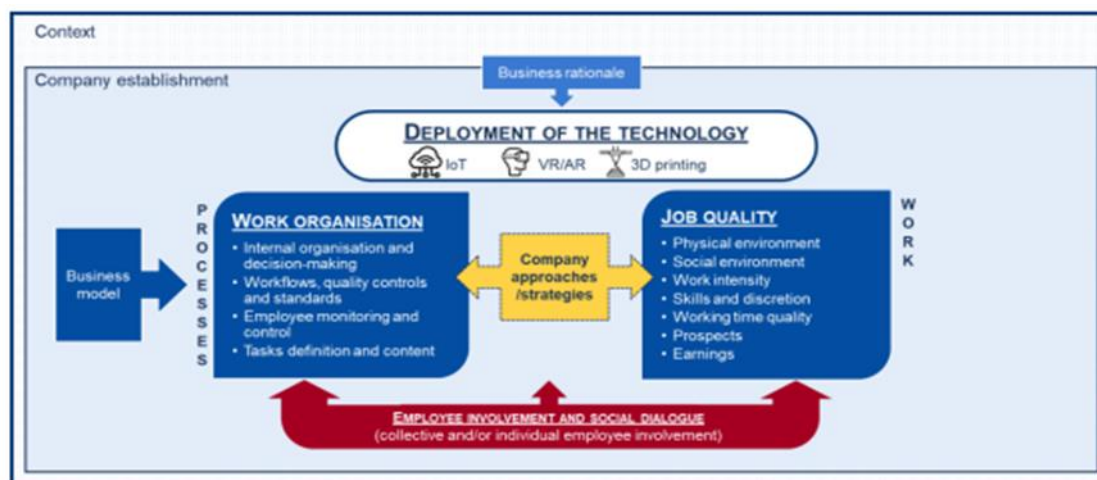 Context
Company establishment
Business rationale
DEPLOYMENT OF THE TECHNOLOGY
IoT
VR/AR
3D printing
Business
model
PROCESSES
WORK ORGANISATION
• Internal organisation and
decision-making
• Workflows, quality controls
and standards
• Employee monitoring and
control
• Tasks definition and content
Company
approaches
/strategies
JOB QUALITY
• Physical environment
• Social environment
• Work intensity
• Skills and discretion
• Working time quality
• Prospects
• Earnings
WORK
EMPLOYEE INVOLVEMENT AND SOCIAL DIALOGUE
(collective and/or individual employee involvement)